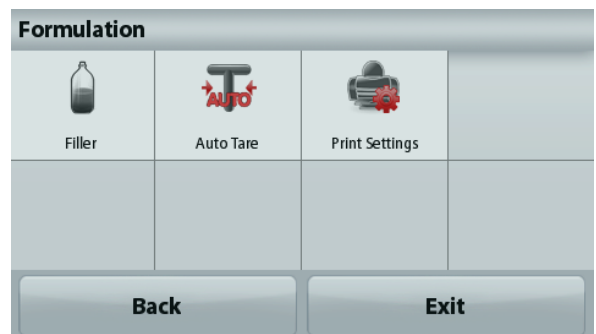 Formulation
AUTO
Filler
Auto Tare
Print Settings
Back
Exit